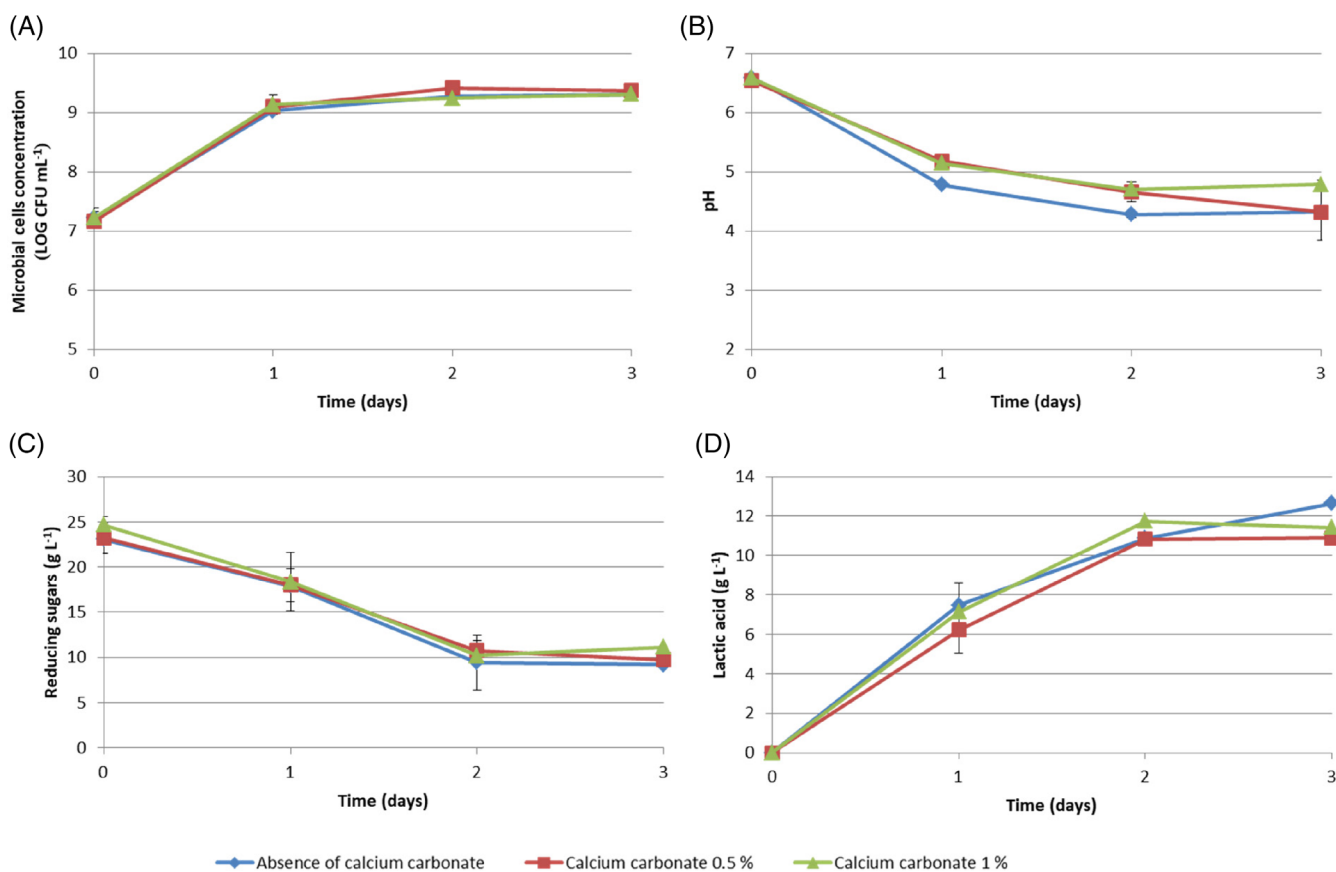 (A)
10
9
8
7
6
5
Microbial cells concentration
(LOG CFU mL⁻¹)
0 1 2 3
Time (days)
(B)
7
6
5
4
3
2
pH
0 1 2 3
Time (days)
(C)
30
25
20
15
10
5
0
Reducing sugars (g L⁻¹)
0 1 2 3
Time (days)
(D)
14
12
10
8
6
4
2
0
Lactic acid (g L⁻¹)
0 1 2 3
Time (days)
Absence of calcium carbonate
Calcium carbonate 0.5 %
Calcium carbonate 1 %